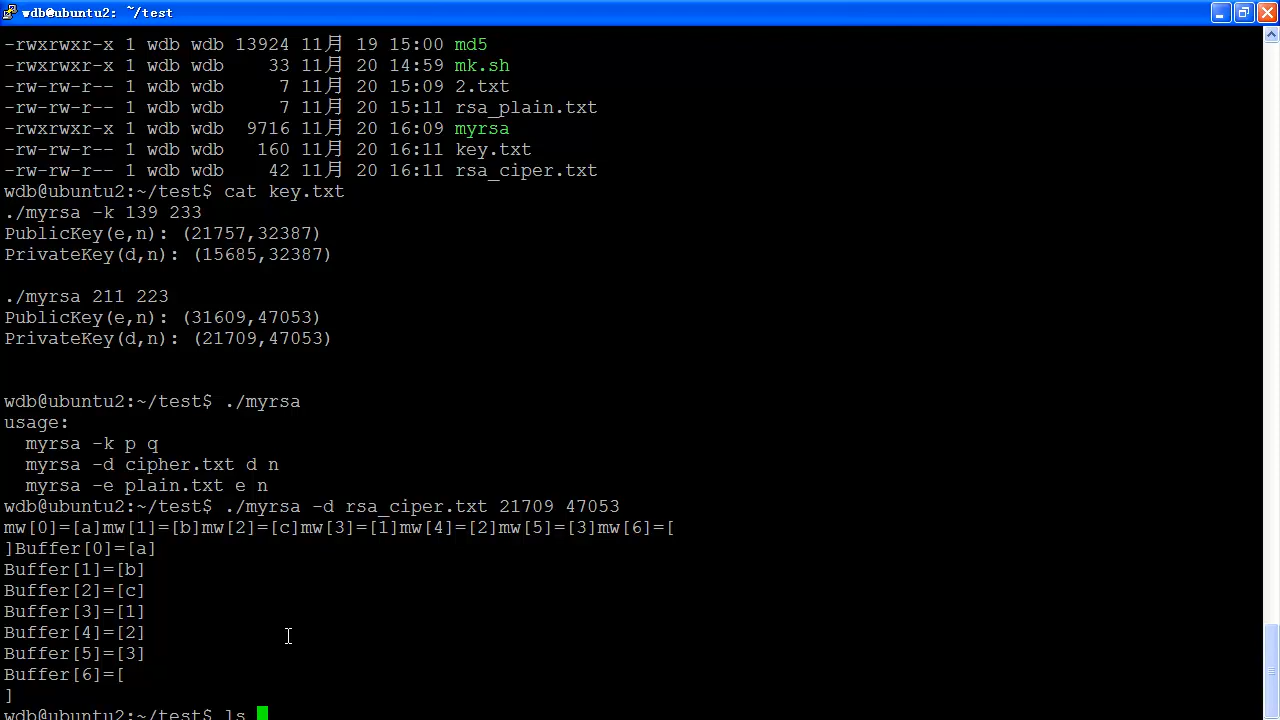 wdb@ubuntu2: ~/test
-rwxrwxr-x 1 wdb wdb 13924 11月 19 15:00 md5
-rwxrwxr-x 1 wdb wdb    33 11月 20 14:59 mk.sh
-rw-rw-r-- 1 wdb wdb     7 11月 20 15:09 2.txt
-rw-rw-r-- 1 wdb wdb     7 11月 20 15:11 rsa_plain.txt
-rwxrwxr-x 1 wdb wdb  9716 11月 20 16:09 myrsa
-rw-rw-r-- 1 wdb wdb   160 11月 20 16:11 key.txt
-rw-rw-r-- 1 wdb wdb    42 11月 20 16:11 rsa_ciper.txt
wdb@ubuntu2:~/test$ cat key.txt
./myrsa -k 139 233
PublicKey(e,n): (21757,32387)
PrivateKey(d,n): (15685,32387)
./myrsa 211 223
PublicKey(e,n): (31609,47053)
PrivateKey(d,n): (21709,47053)
wdb@ubuntu2:~/test$ ./myrsa
usage:
  myrsa -k p q
  myrsa -d cipher.txt d n
  myrsa -e plain.txt e n
wdb@ubuntu2:~/test$ ./myrsa -d rsa_ciper.txt 21709 47053
mw[0]=[a]mw[1]=[b]mw[2]=[c]mw[3]=[1]mw[4]=[2]mw[5]=[3]mw[6]=[
]Buffer[0]=[a]
Buffer[1]=[b]
Buffer[2]=[c]
Buffer[3]=[1]
Buffer[4]=[2]
Buffer[5]=[3]
Buffer[6]=[
]
wdb@ubuntu2:~/test$ ls